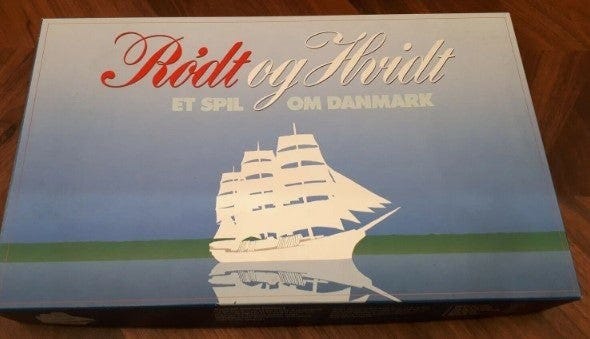 Rødt og Hvidt
ET SPIL OM DANMARK